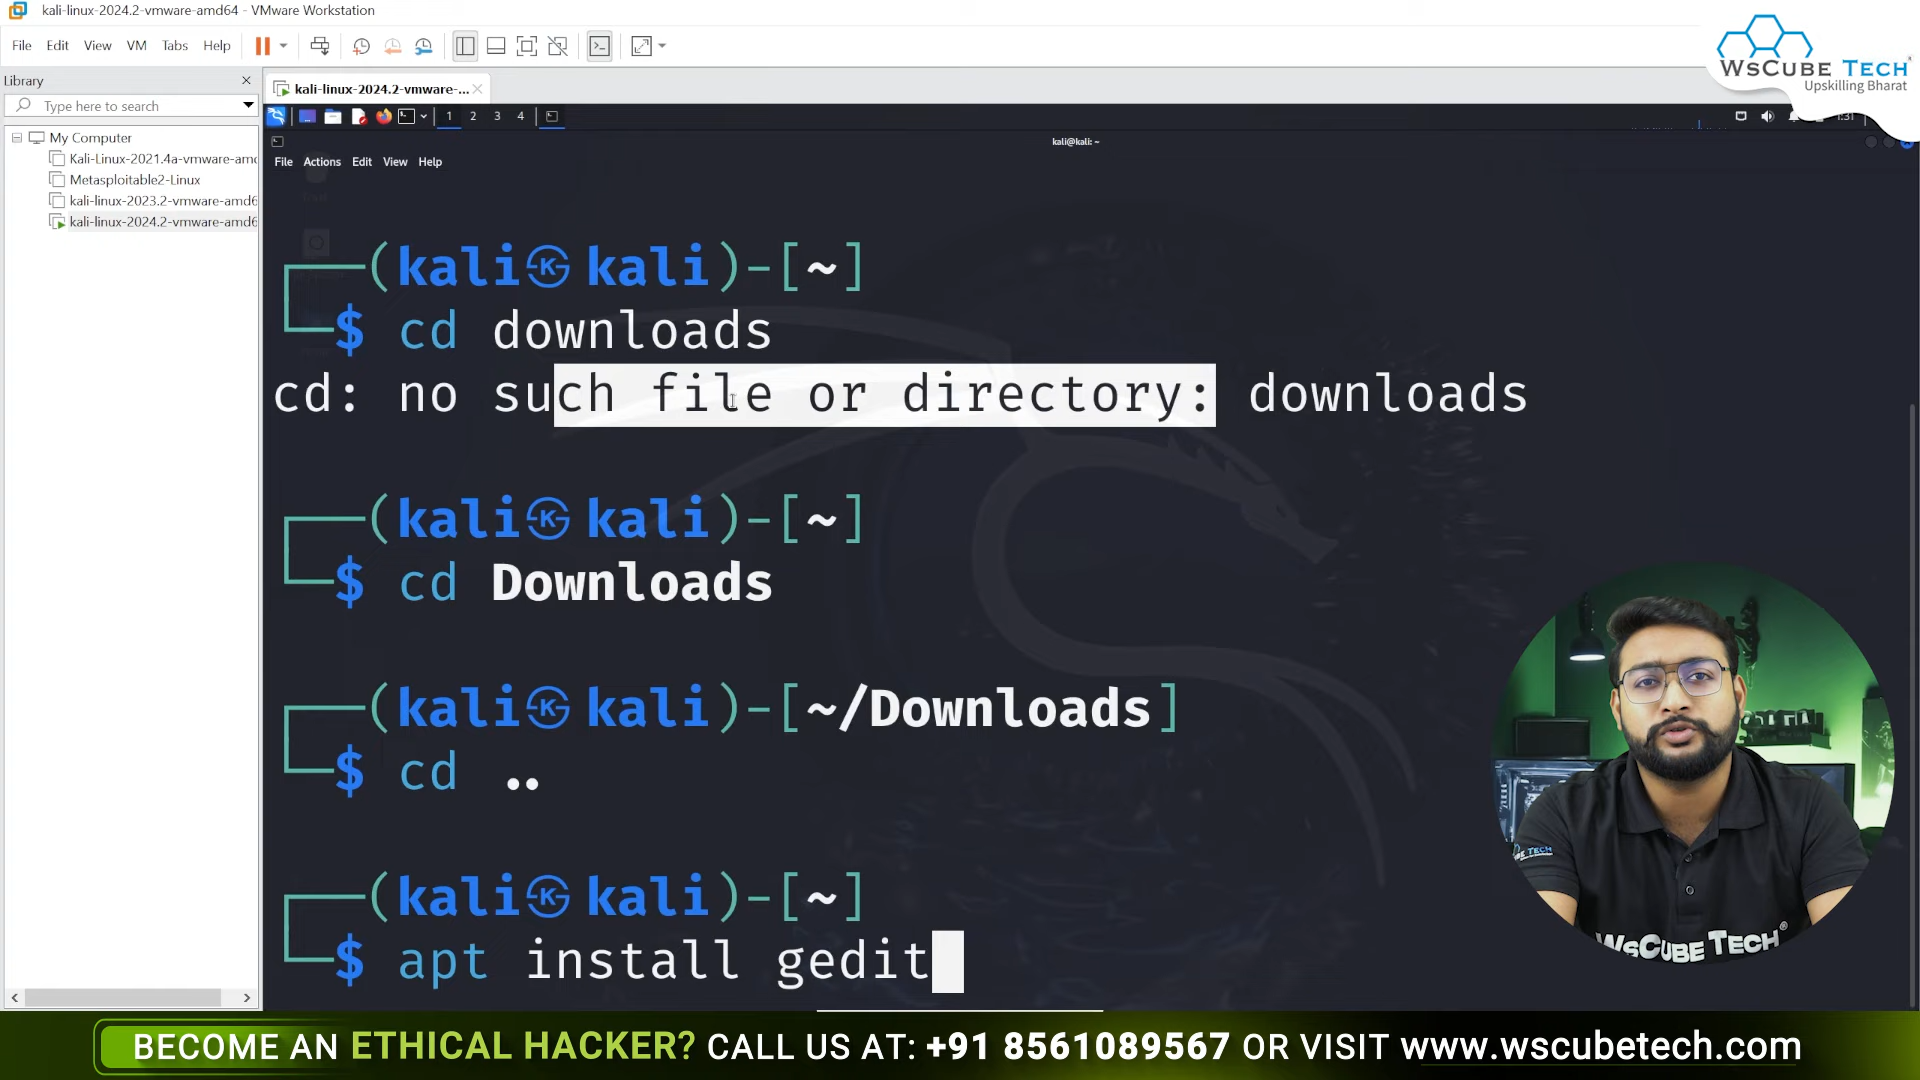 kali-linux-2024.2-vmware-amd64 - VMware Workstation
File Edit View VM Tabs Help
WsCube Tech
Upskilling Bharat
Library
Type here to search
My Computer
Kali-Linux-2021.4a-vmware-amd
Metasploitable2-Linux
kali-linux-2023.2-vmware-amd6
kali-linux-2024.2-vmware-amd6
kali-linux-2024.2-vmware-...
1 2 3 4
1:31
kali@kali: ~
File Actions Edit View Help
(kali㉿kali)-[~]
$ cd downloads
cd: no such file or directory: downloads
(kali㉿kali)-[~]
$ cd Downloads
(kali㉿kali)-[~/Downloads]
$ cd ..
(kali㉿kali)-[~]
$ apt install gedit
WsCube Tech®
BECOME AN ETHICAL HACKER? CALL US AT: +91 8561089567 OR VISIT www.wscubetech.com